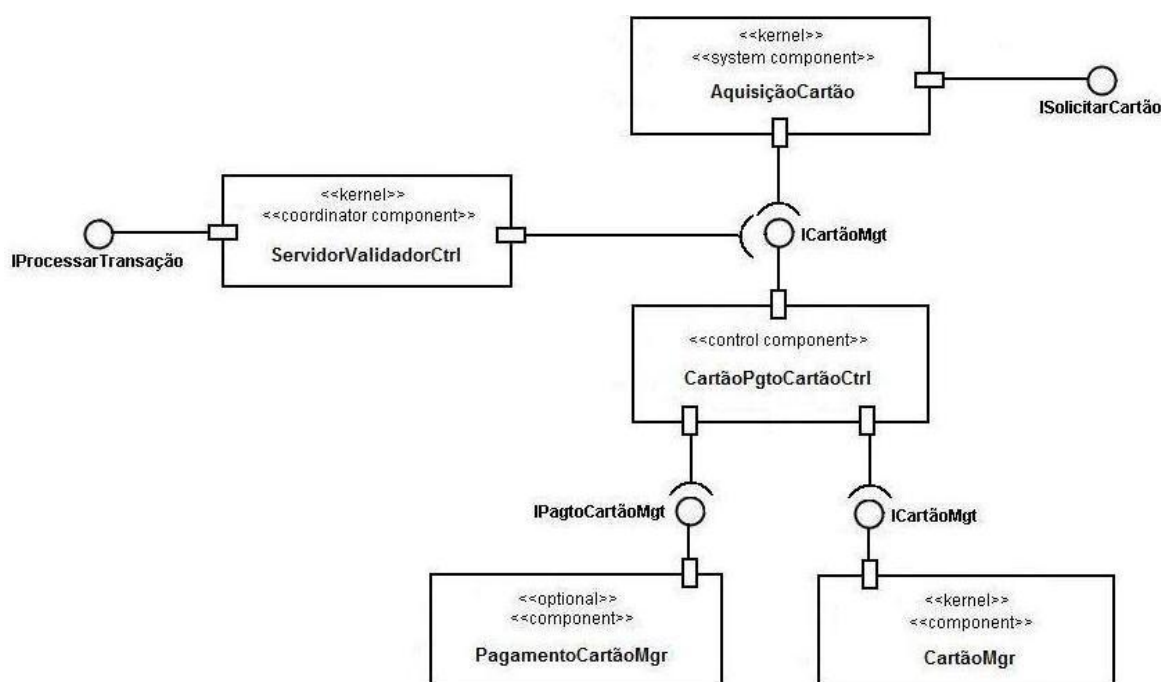 <<kernel>>
<<system component>>
AquisiçãoCartão
ISolicitarCartão
<<kernel>>
<<coordinator component>>
ServidorValidadorCtrl
IProcessarTransação
ICartãoMgt
<<control component>>
CartãoPgtoCartãoCtrl
IPagtoCartãoMgt
ICartãoMgt
<<optional>>
<<component>>
PagamentoCartãoMgr
<<kernel>>
<<component>>
CartãoMgr